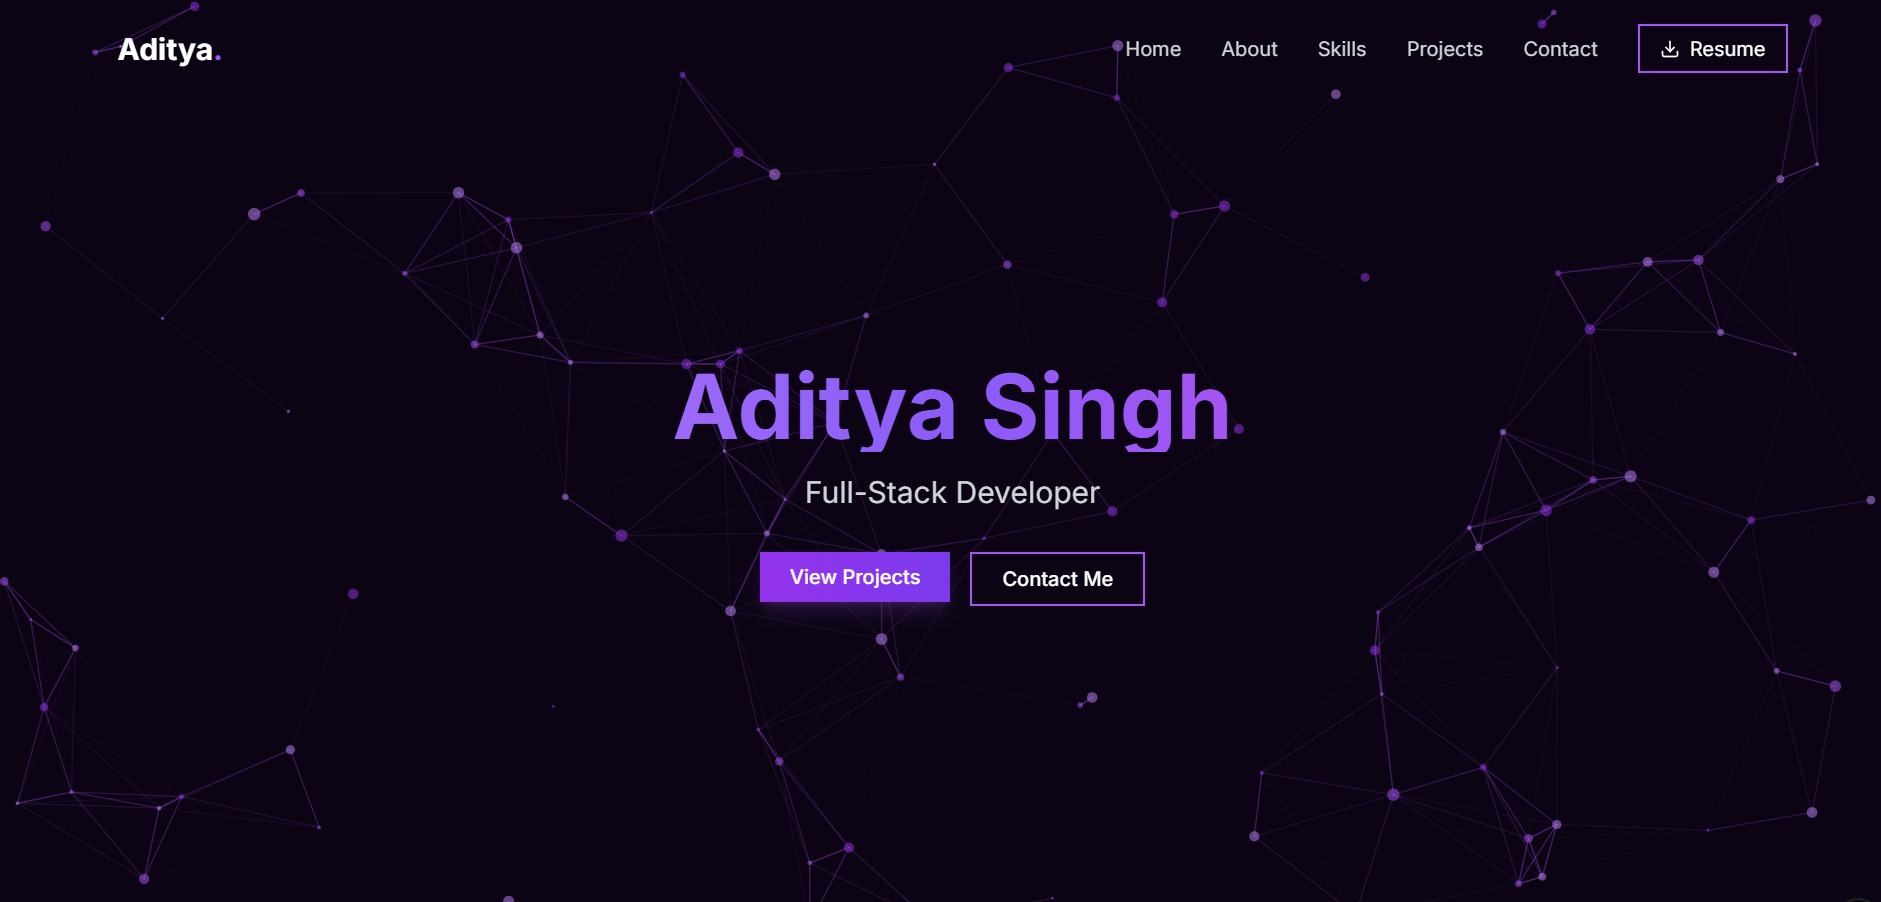 Aditya.
Home About Skills Projects Contact Resume
Aditya Singh
Full-Stack Developer
View Projects Contact Me